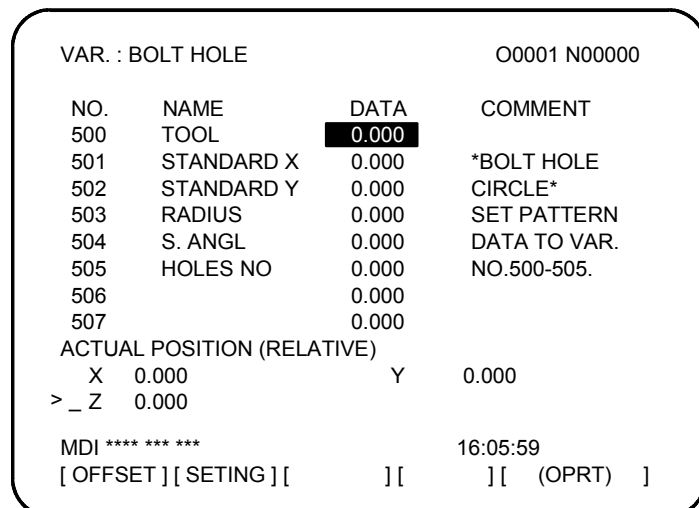 VAR. : BOLT HOLE O0001 N00000
NO. NAME DATA COMMENT
500 TOOL 0.000
501 STANDARD X 0.000 *BOLT HOLE
502 STANDARD Y 0.000 CIRCLE*
503 RADIUS 0.000 SET PATTERN
504 S. ANGL 0.000 DATA TO VAR.
505 HOLES NO 0.000 NO.500-505.
506 0.000
507 0.000
ACTUAL POSITION (RELATIVE)
X 0.000 Y 0.000
> _ Z 0.000
MDI **** *** *** 16:05:59
[ OFFSET ] [ SETING ] [ ] [ ] [ (OPRT) ]